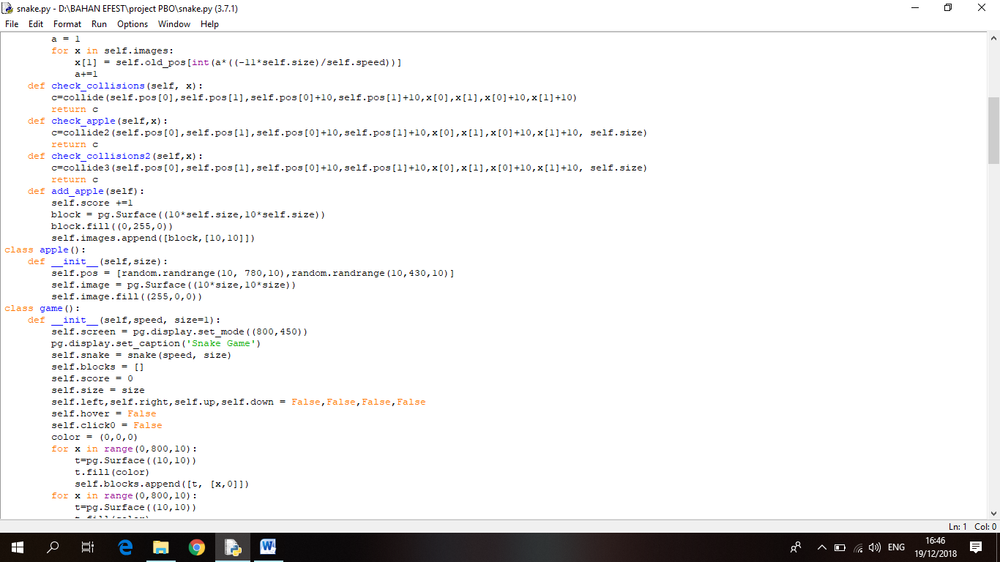 snake.py - D:\BAHAN EFEST\project PBO\snake.py (3.7.1)
File Edit Format Run Options Window Help
        a = 1
        for x in self.images:
            x[1] = self.old_pos[int(a*((-11*self.size)/self.speed))]
            a+=1
    def check_collisions(self, x):
        c=collide(self.pos[0],self.pos[1],self.pos[0]+10,self.pos[1]+10,x[0],x[1],x[0]+10,x[1]+10)
        return c
    def check_apple(self,x):
        c=collide2(self.pos[0],self.pos[1],self.pos[0]+10,self.pos[1]+10,x[0],x[1],x[0]+10,x[1]+10, self.size)
        return c
    def check_collisions2(self,x):
        c=collide3(self.pos[0],self.pos[1],self.pos[0]+10,self.pos[1]+10,x[0],x[1],x[0]+10,x[1]+10, self.size)
        return c
    def add_apple(self):
        self.score +=1
        block = pg.Surface((10*self.size,10*self.size))
        block.fill((0,255,0))
        self.images.append([block,[10,10]])
class apple():
    def __init__(self,size):
        self.pos = [random.randrange(10, 780,10),random.randrange(10,430,10)]
        self.image = pg.Surface((10*size,10*size))
        self.image.fill((255,0,0))
class game():
    def __init__(self,speed, size=1):
        self.screen = pg.display.set_mode((800,450))
        pg.display.set_caption('Snake Game')
        self.snake = snake(speed, size)
        self.blocks = []
        self.score = 0
        self.size = size
        self.left,self.right,self.up,self.down = False,False,False,False
        self.hover = False
        self.click0 = False
        color = (0,0,0)
        for x in range(0,800,10):
            t=pg.Surface((10,10))
            t.fill(color)
            self.blocks.append([t, [x,0]])
        for x in range(0,800,10):
            t=pg.Surface((10,10))
Ln: 1 Col: 0
ENG
16:46
19/12/2018